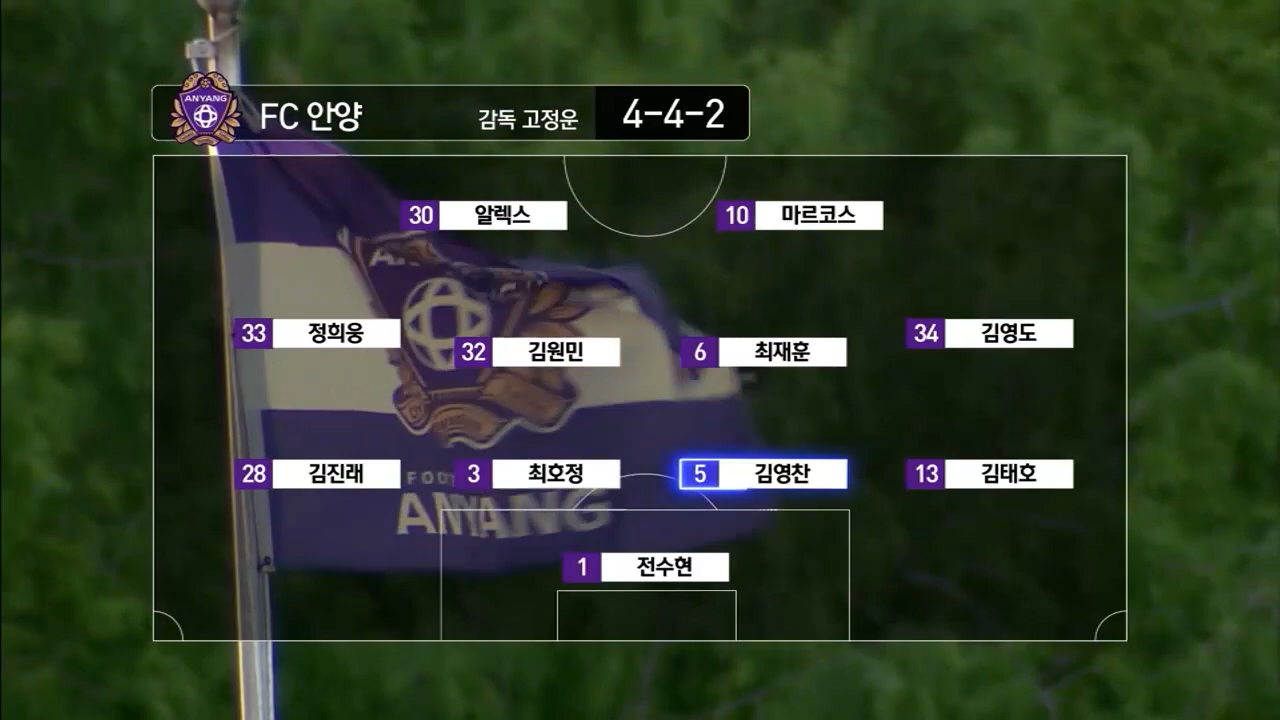 ANYANG
FC 안양 감독 고정운 4-4-2
30 알렉스 10 마르코스
33 정희웅 34 김영도
32 김원민 6 최재훈
28 김진래 3 최호정 5 김영찬 13 김태호
ANYANG
1 전수현